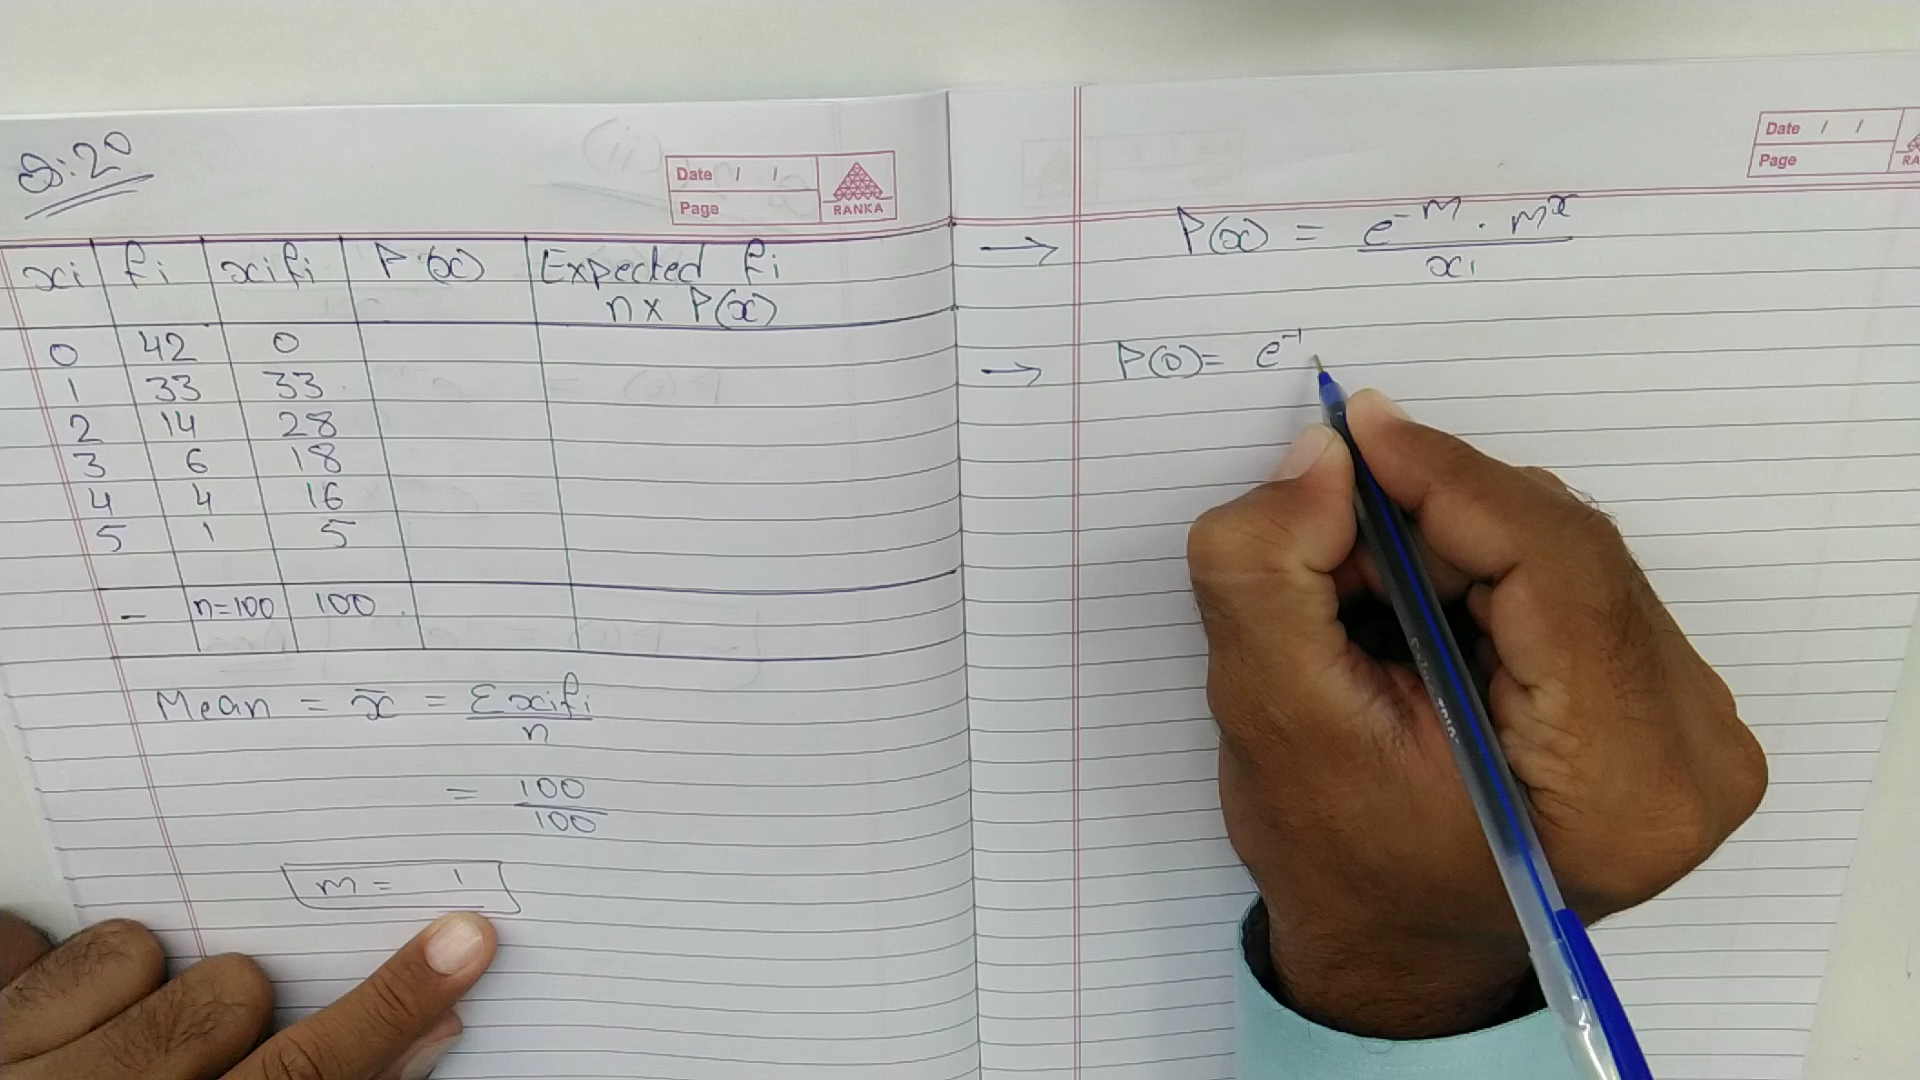 Q:20
Date / /
Page
RANKA
xi fi xifi P(x) Expected fi
n x P(x)
0 42 0
1 33 33
2 14 28
3 6 18
4 4 16
5 1 5
- n=100 100
Mean = x̄ = Σxifi
n
= 100
100
m = 1
Date / /
Page
RA
→ P(x) = e^-m . m^x
x!
→ P(0) = e^-1